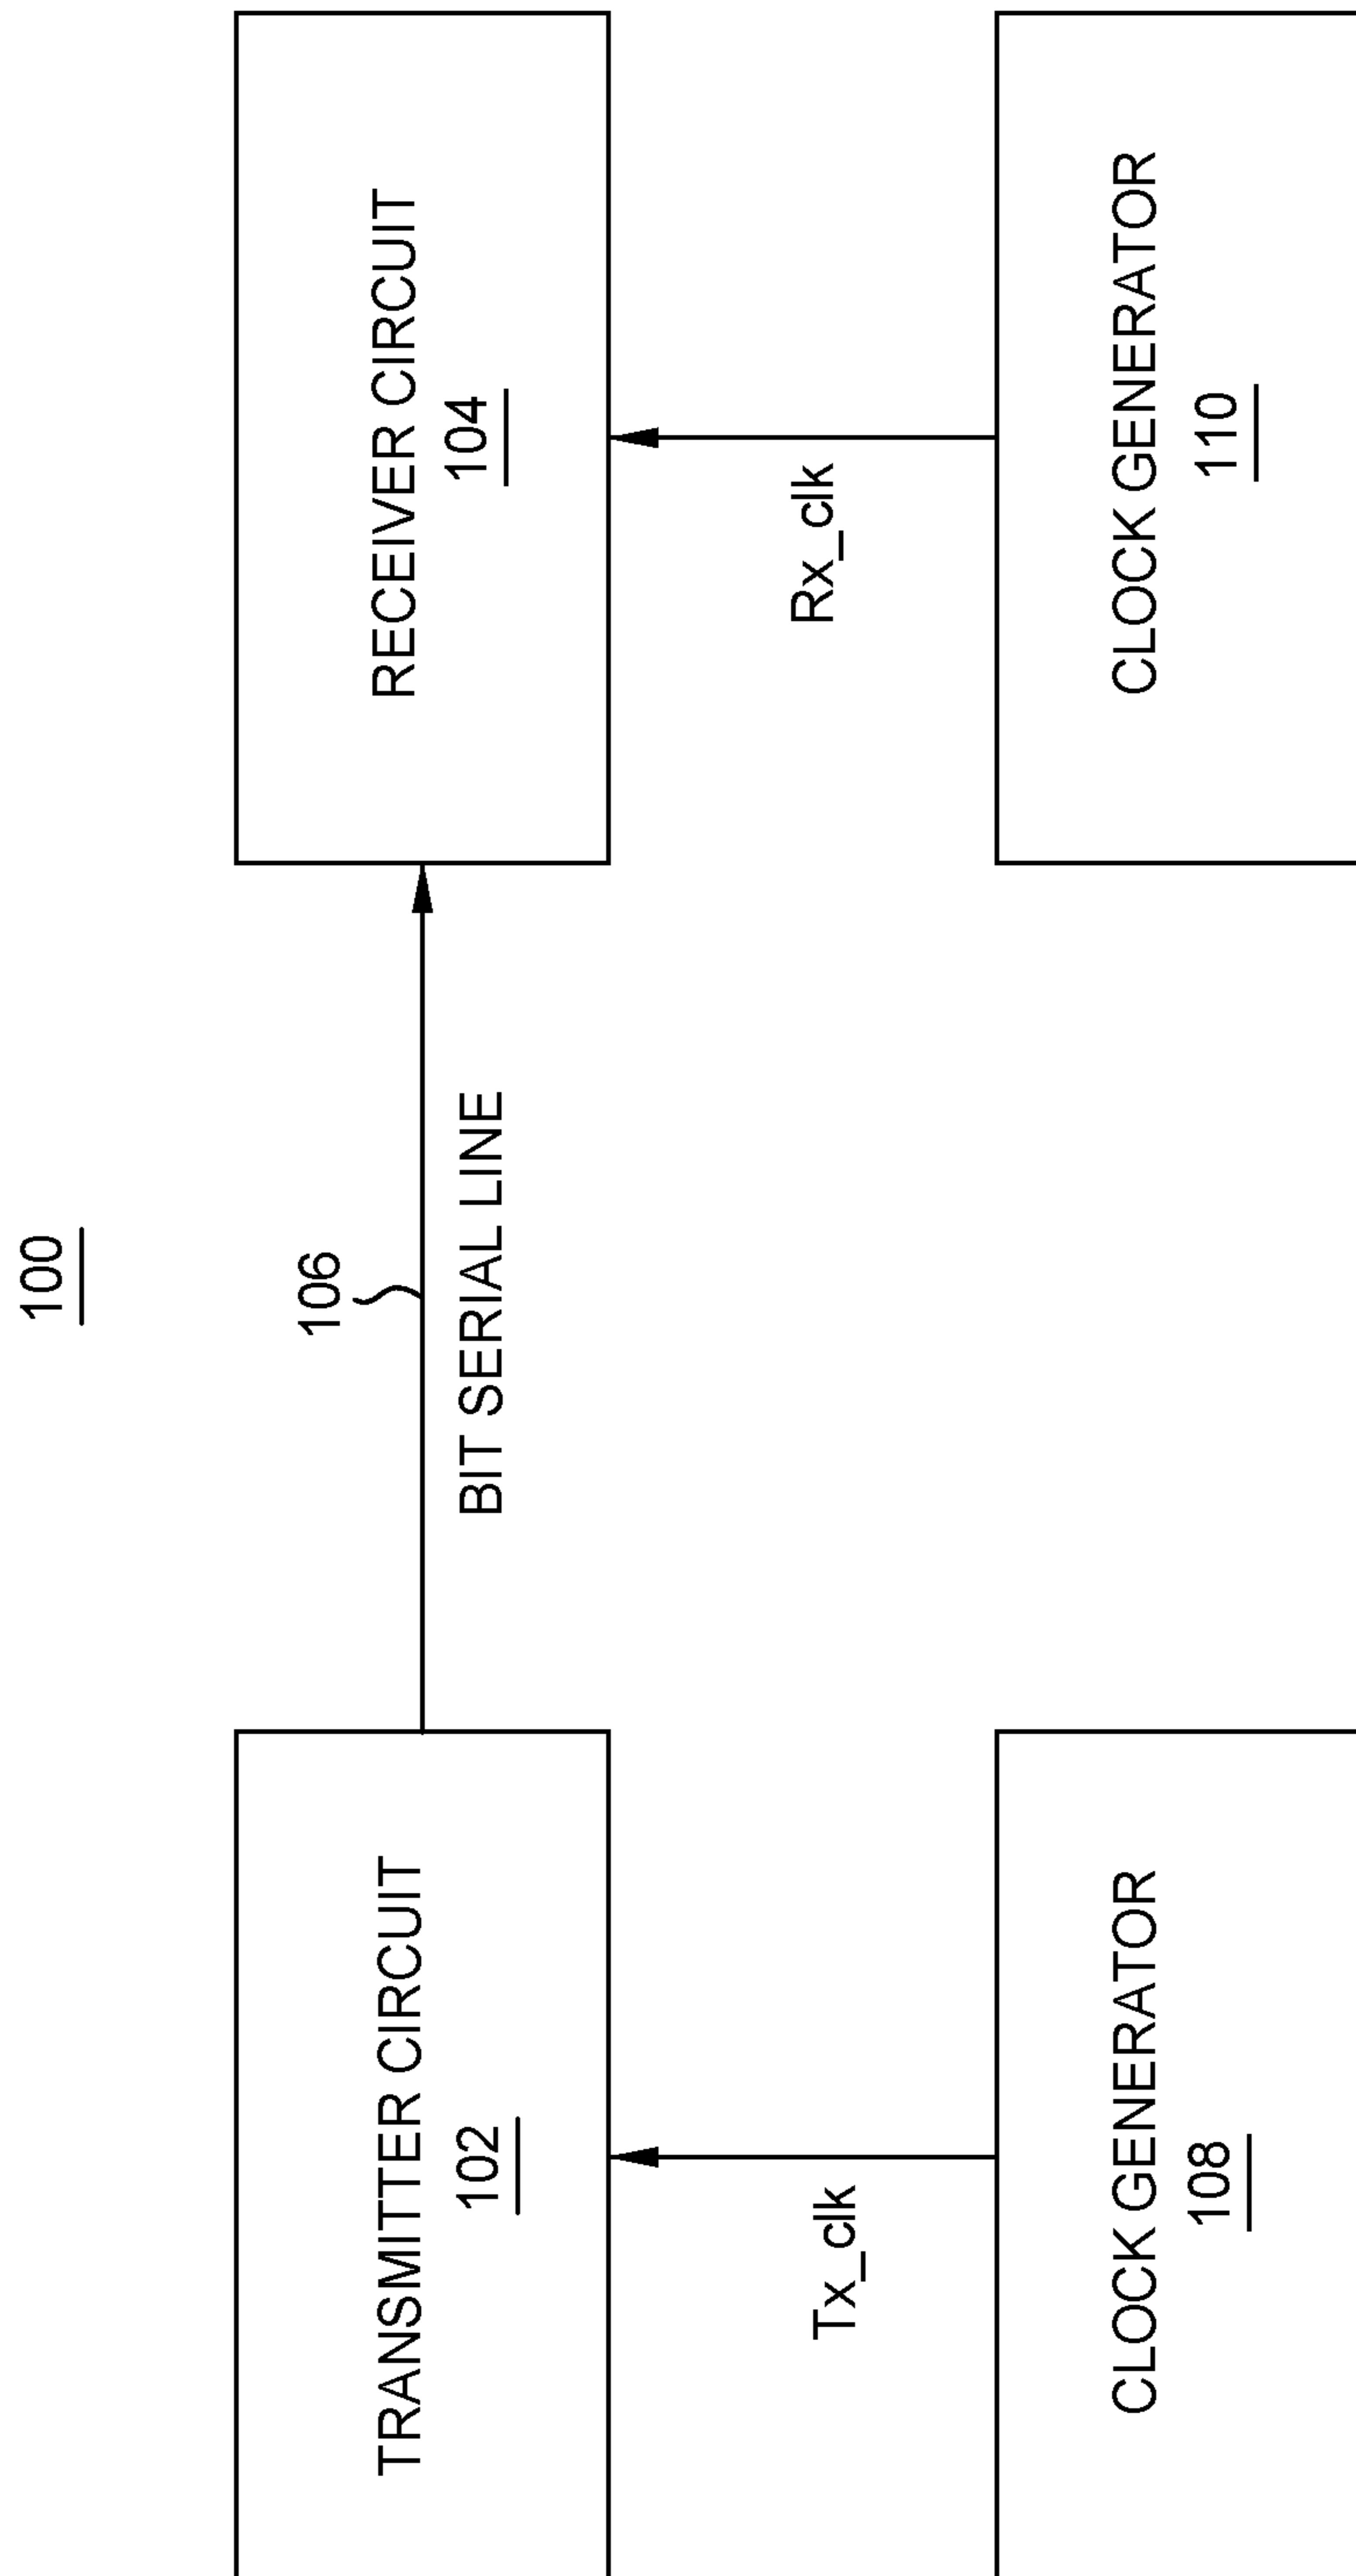 100
TRANSMITTER CIRCUIT
102
106
BIT SERIAL LINE
RECEIVER CIRCUIT
104
Tx_clk
Rx_clk
CLOCK GENERATOR
108
CLOCK GENERATOR
110